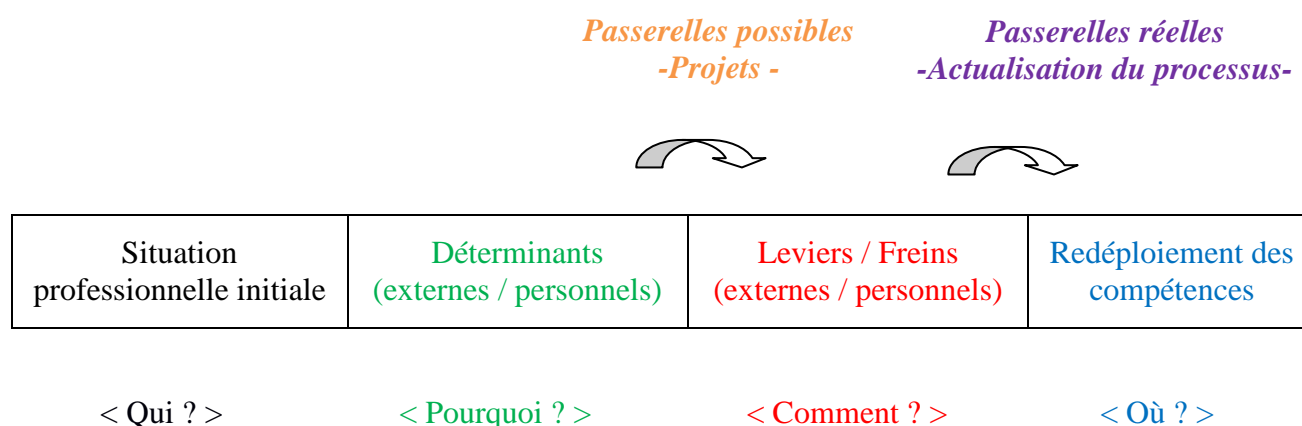 Passerelles possibles
-Projets -
Passerelles réelles
-Actualisation du processus-
Situation
professionnelle initiale
Déterminants
(externes / personnels)
Leviers / Freins
(externes / personnels)
Redéploiement des
compétences
< Qui ? >
< Pourquoi ? >
< Comment ? >
< Où ? >